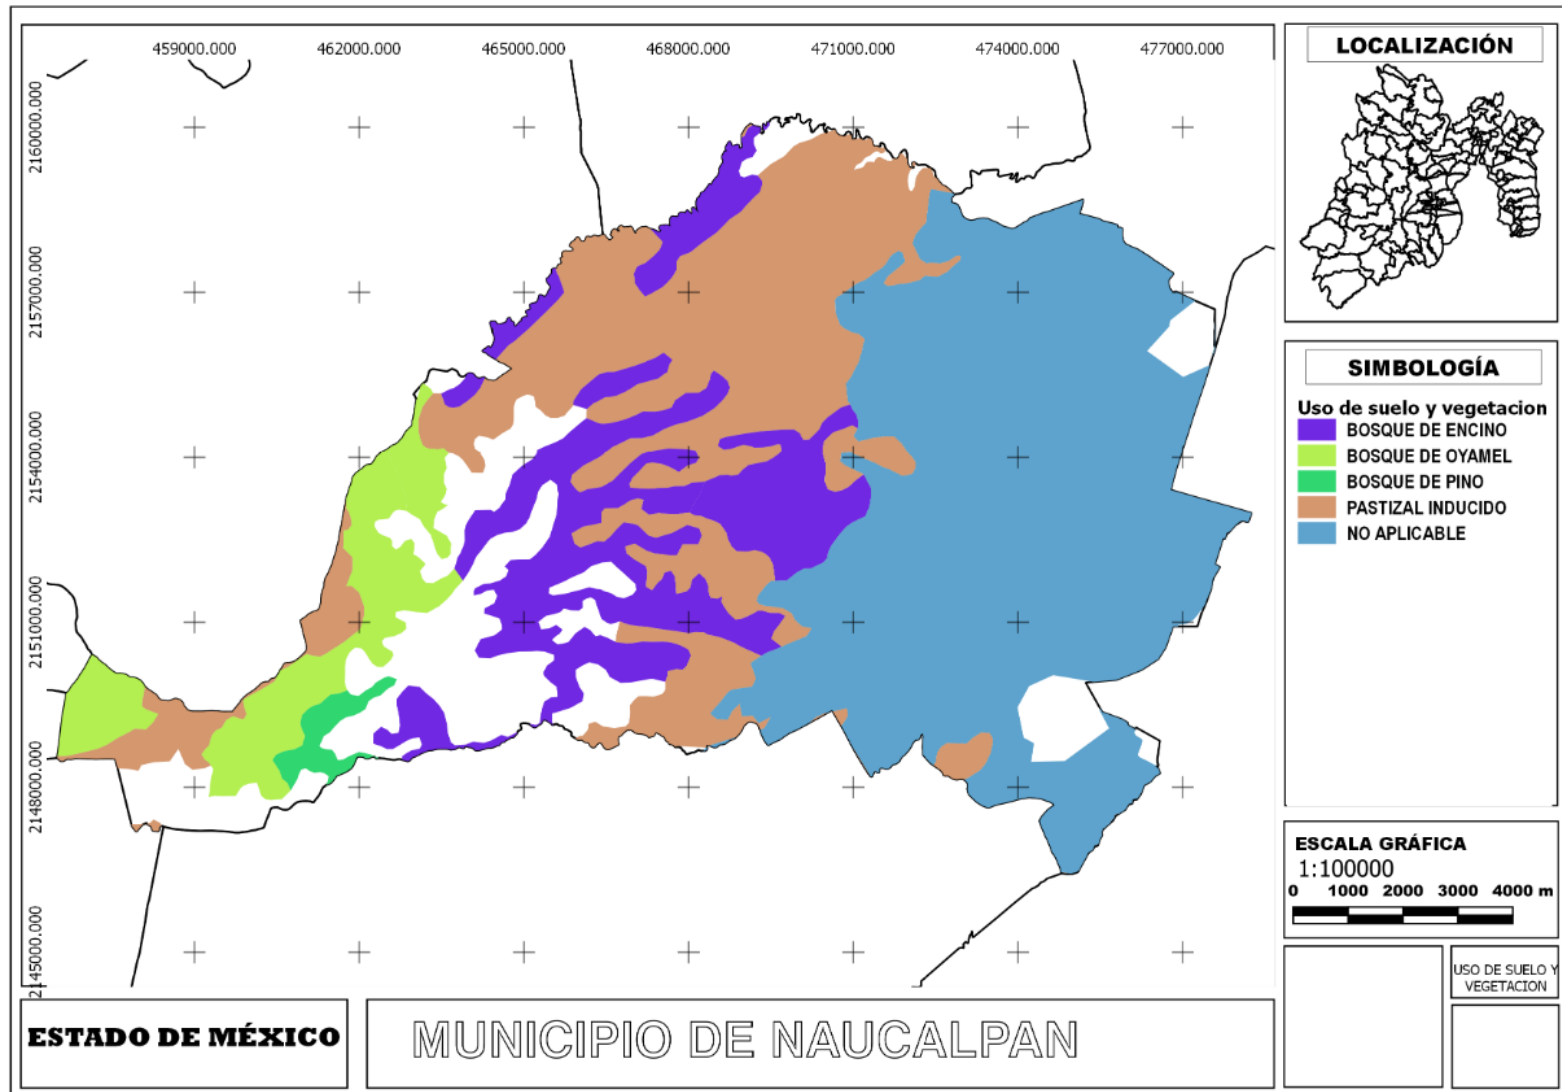 459000.000 462000.000 465000.000 468000.000 471000.000 474000.000 477000.000
2160000.000
2157000.000
2154000.000
2151000.000
2148000.000
2145000.000
LOCALIZACIÓN
SIMBOLOGÍA
Uso de suelo y vegetacion
BOSQUE DE ENCINO
BOSQUE DE OYAMEL
BOSQUE DE PINO
PASTIZAL INDUCIDO
NO APLICABLE
ESCALA GRÁFICA
1:100000
0 1000 2000 3000 4000 m
USO DE SUELO Y
VEGETACION
ESTADO DE MÉXICO
MUNICIPIO DE NAUCALPAN